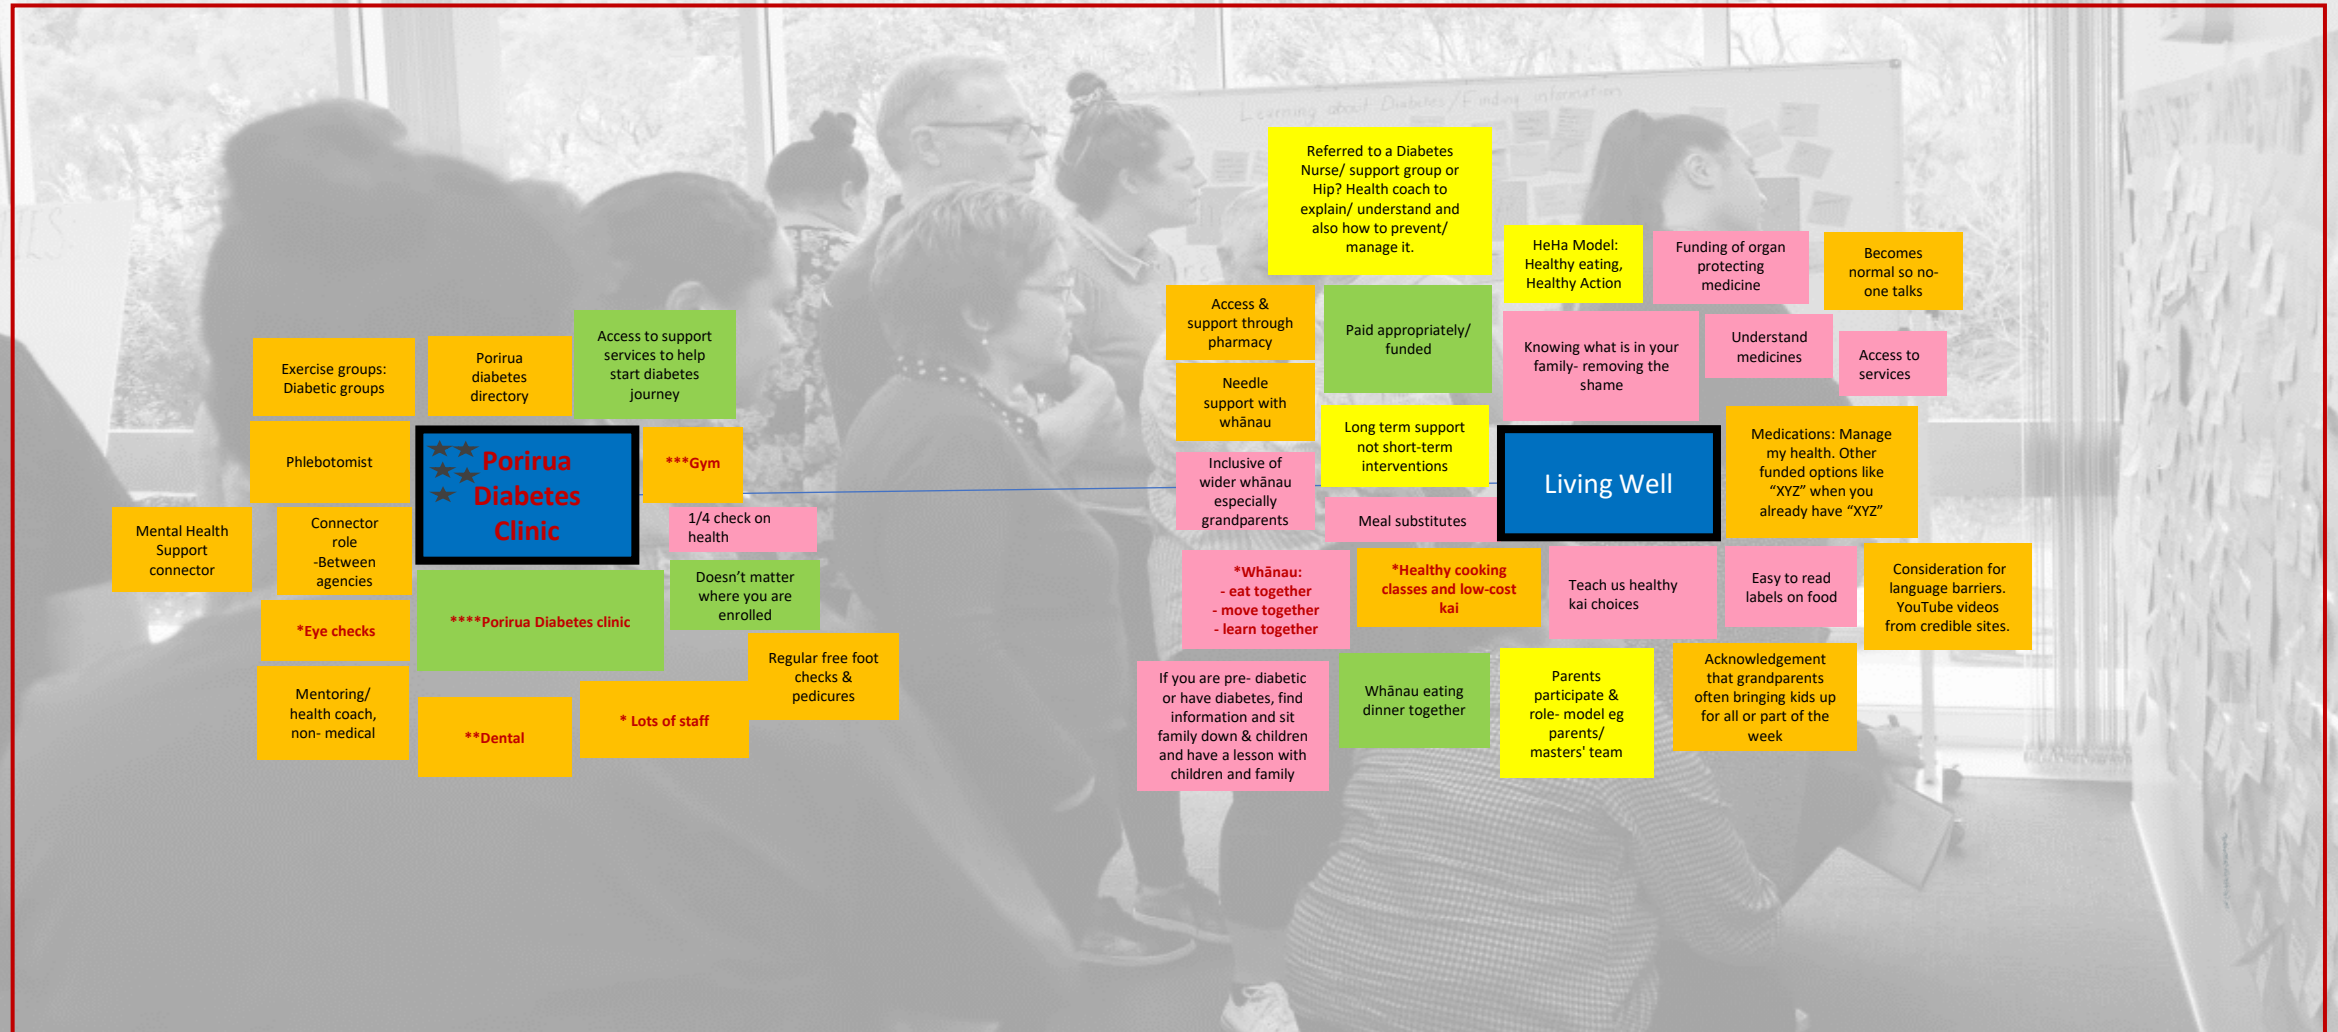 Learning about Diabetes/Finding information
Referred to a Diabetes
Nurse/ support group or
Hip? Health coach to
explain/ understand and
also how to prevent/
manage it.
HeHa Model:
Healthy eating,
Healthy Action
Funding of organ
protecting
medicine
Becomes
normal so no-
one talks
Access &
support through
pharmacy
Paid appropriately/
funded
Knowing what is in your
family- removing the
shame
Understand
medicines
Access to
services
Needle
support with
whānau
Long term support
not short-term
interventions
Medications: Manage
my health. Other
funded options like
“XYZ” when you
already have “XYZ”
Inclusive of
wider whānau
especially
grandparents
Meal substitutes
Living Well
*Whānau:
- eat together
- move together
- learn together
*Healthy cooking
classes and low-cost
kai
Teach us healthy
kai choices
Easy to read
labels on food
Consideration for
language barriers.
YouTube videos
from credible sites.
If you are pre- diabetic
or have diabetes, find
information and sit
family down & children
and have a lesson with
children and family
Whānau eating
dinner together
Parents
participate &
role- model eg
parents/
masters' team
Acknowledgement
that grandparents
often bringing kids up
for all or part of the
week
Exercise groups:
Diabetic groups
Porirua
diabetes
directory
Access to support
services to help
start diabetes
journey
Phlebotomist
Porirua
Diabetes
Clinic
***Gym
Mental Health
Support
connector
Connector
role
-Between
agencies
1/4 check on
health
Doesn’t matter
where you are
enrolled
*Eye checks
****Porirua Diabetes clinic
Mentoring/
health coach,
non- medical
**Dental
* Lots of staff
Regular free foot
checks &
pedicures